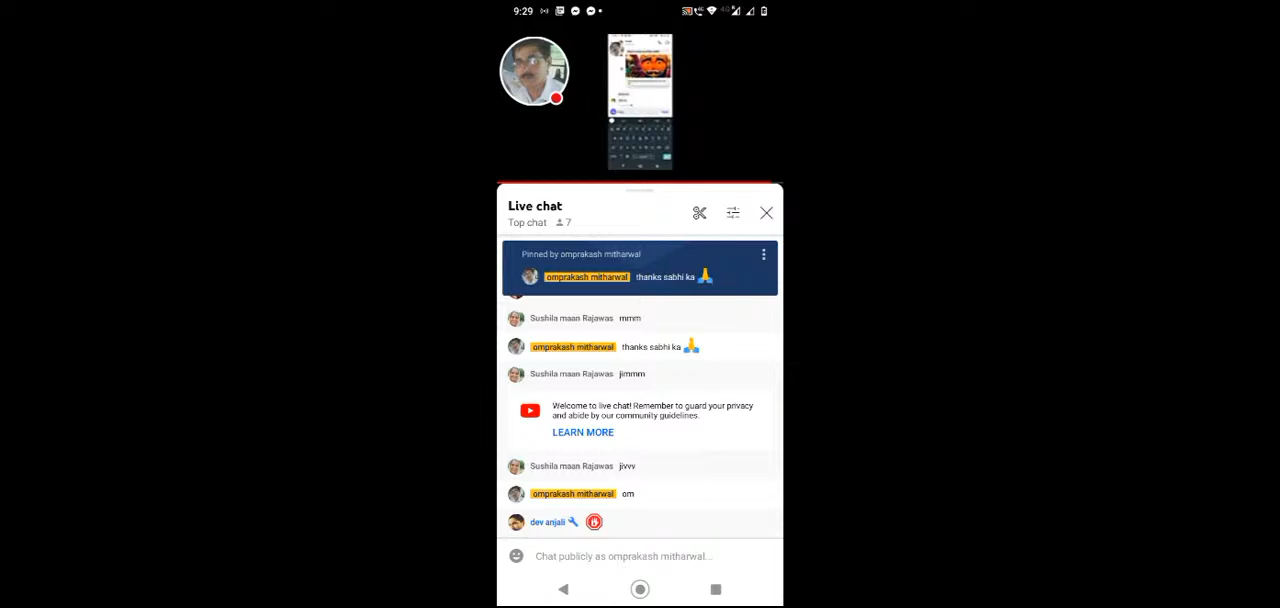 9:29
4G
Live chat
Top chat 7
Pinned by omprakash mitharwal
omprakash mitharwal thanks sabhi ka 🙏
Sushila maan Rajawas mmm
omprakash mitharwal thanks sabhi ka 🙏
Sushila maan Rajawas jimmm
Welcome to live chat! Remember to guard your privacy
and abide by our community guidelines.
LEARN MORE
Sushila maan Rajawas jivvv
omprakash mitharwal om
dev anjali
Chat publicly as omprakash mitharwal...